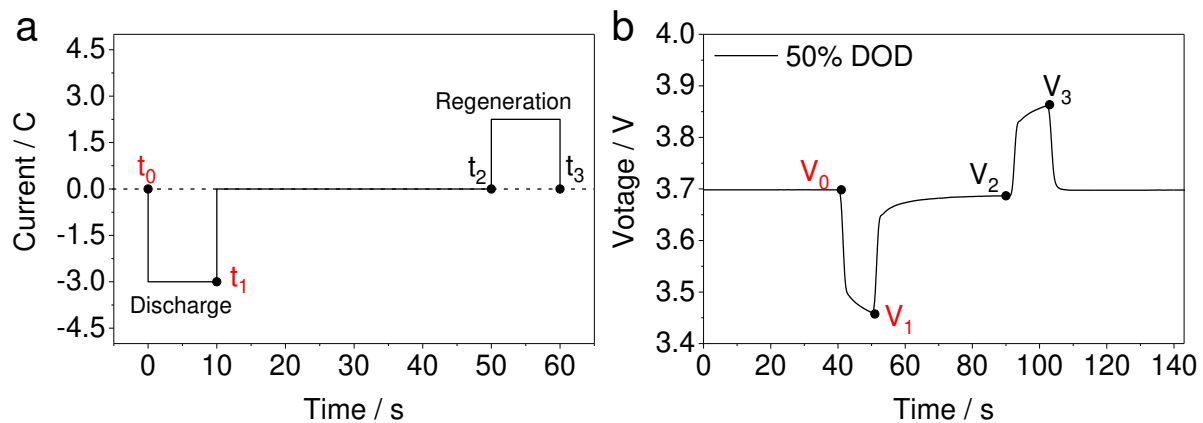 a
Current / C
4.5
3.0
1.5
0.0
-1.5
-3.0
-4.5
t0
t1
t2
t3
Discharge
Regeneration
0 10 20 30 40 50 60
Time / s
b
Votage / V
4.0
3.9
3.8
3.7
3.6
3.5
3.4
50% DOD
V0
V1
V2
V3
0 20 40 60 80 100 120 140
Time / s